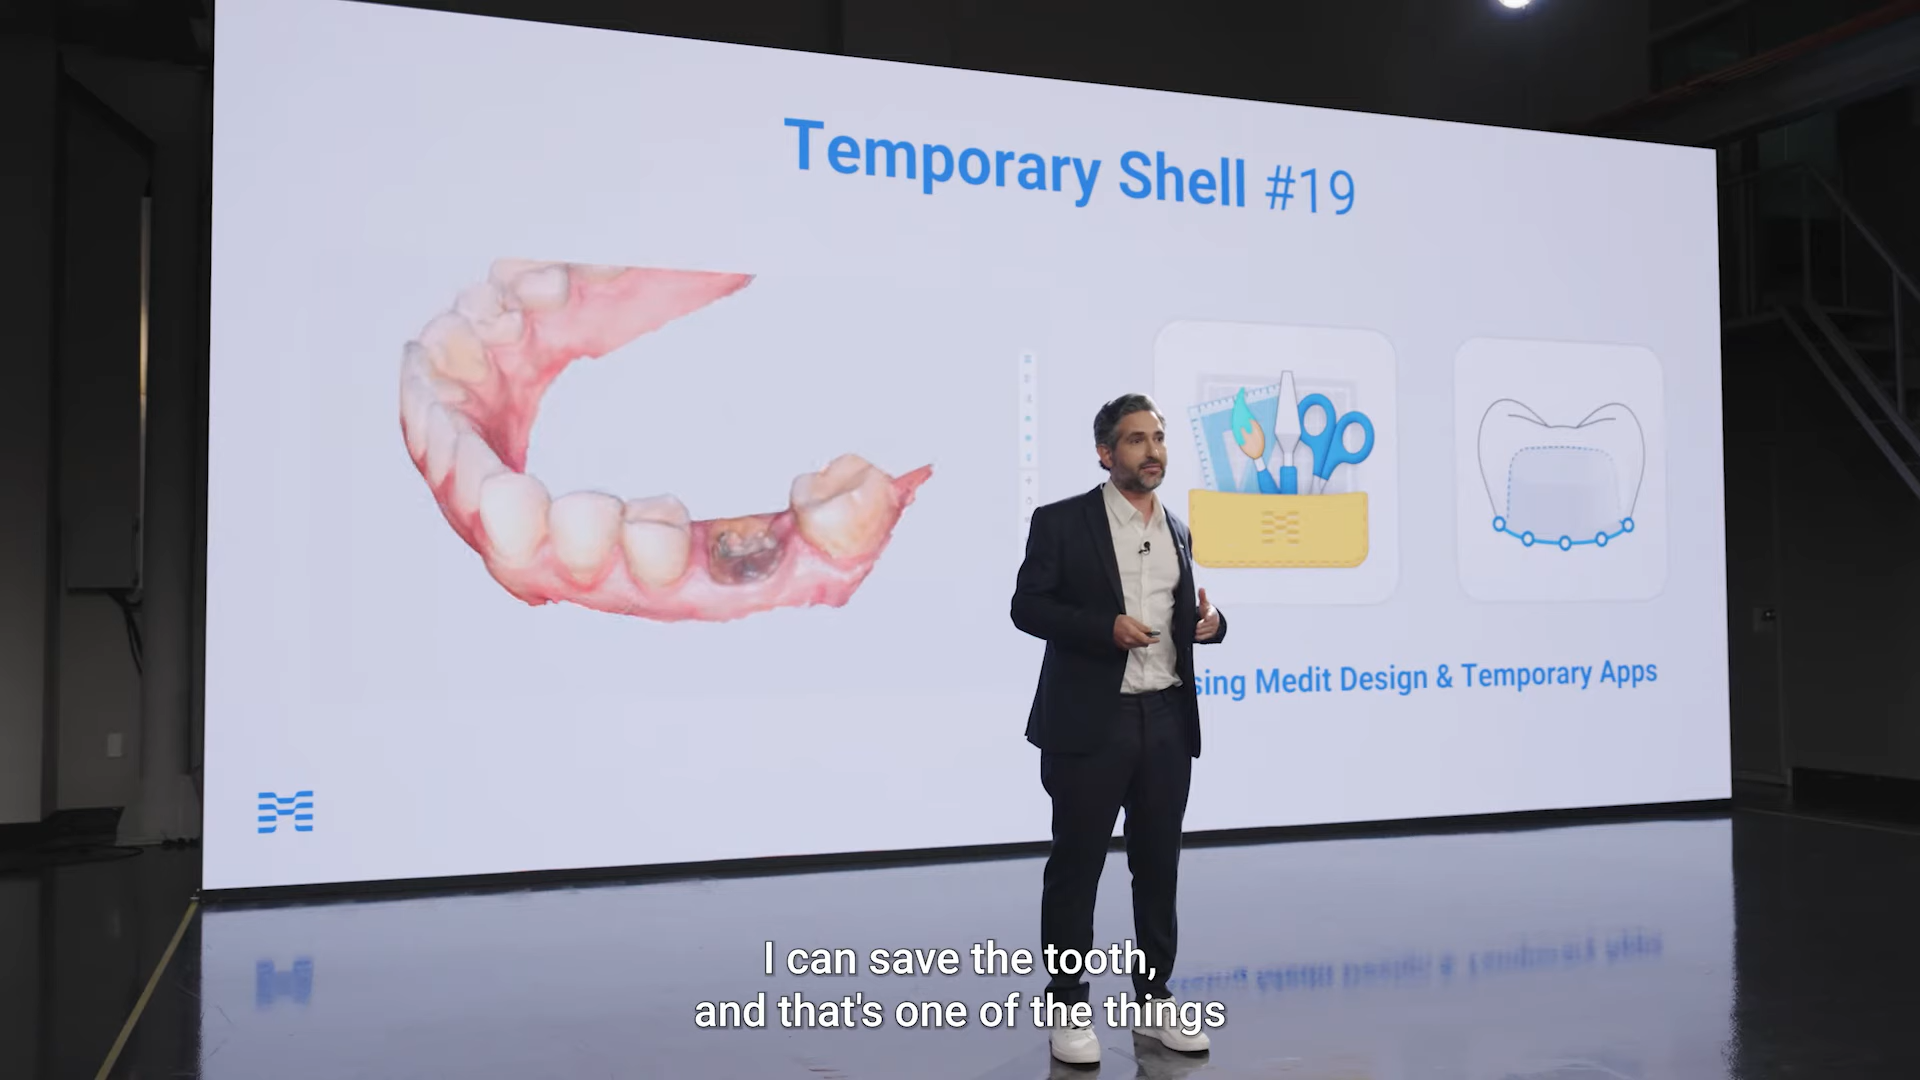 Temporary Shell #19
sing Medit Design & Temporary Apps
I can save the tooth,
and that's one of the things